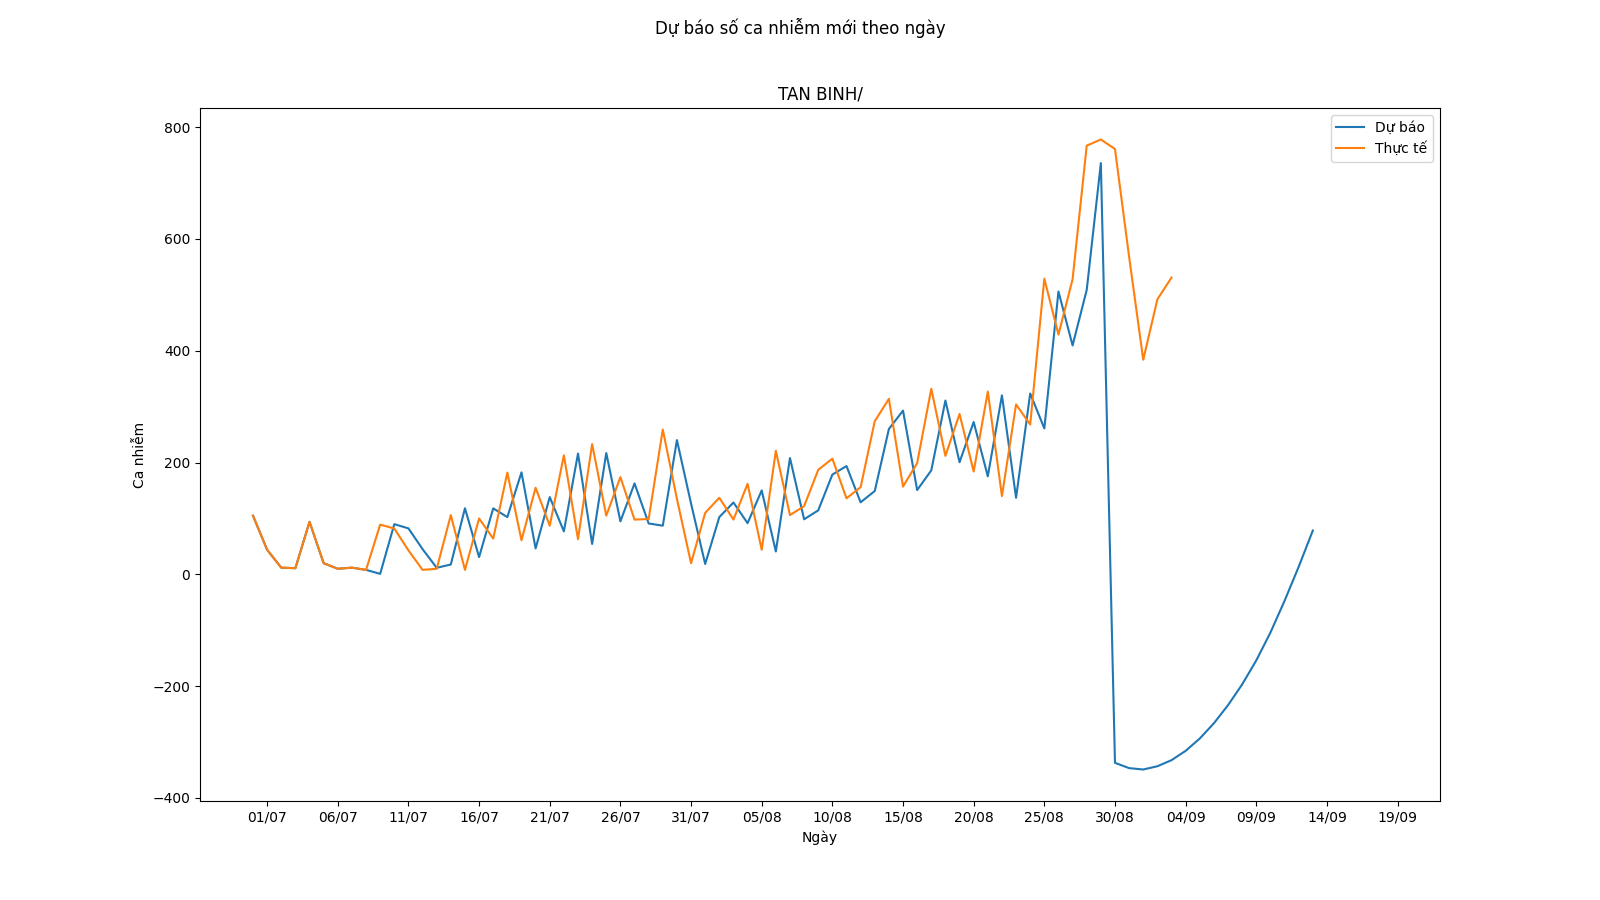 Dự báo số ca nhiễm mới theo ngày
TAN BINH/
Dự báo
Thực tế
800
600
400
200
0
−200
−400
Ca nhiễm
01/07 06/07 11/07 16/07 21/07 26/07 31/07 05/08 10/08 15/08 20/08 25/08 30/08 04/09 09/09 14/09 19/09
Ngày